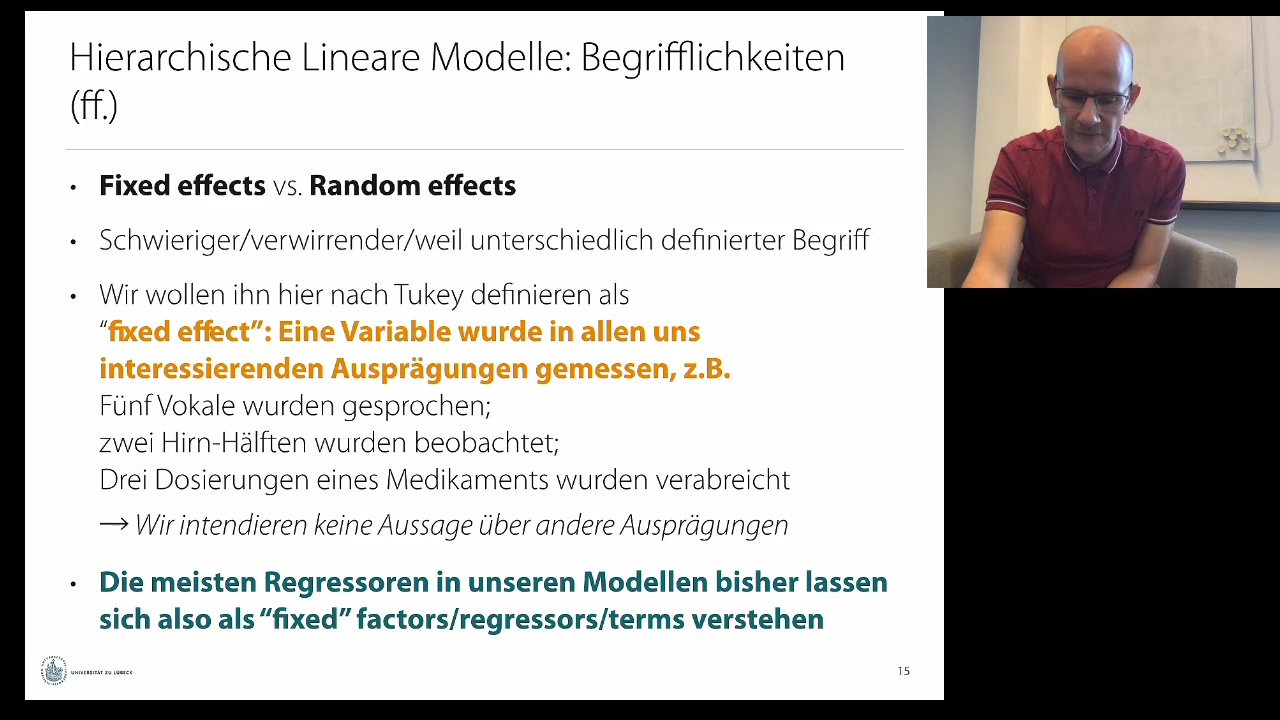 Hierarchische Lineare Modelle: Begrifflichkeiten
(ff.)
• Fixed effects vs. Random effects
• Schwieriger/verwirrender/weil unterschiedlich definierter Begriff
• Wir wollen ihn hier nach Tukey definieren als
“fixed effect”: Eine Variable wurde in allen uns
interessierenden Ausprägungen gemessen, z.B.
Fünf Vokale wurden gesprochen;
zwei Hirn-Hälften wurden beobachtet;
Drei Dosierungen eines Medikaments wurden verabreicht
→ Wir intendieren keine Aussage über andere Ausprägungen
• Die meisten Regressoren in unseren Modellen bisher lassen
sich also als “fixed” factors/regressors/terms verstehen
UNIVERSITÄT ZU LÜBECK
15